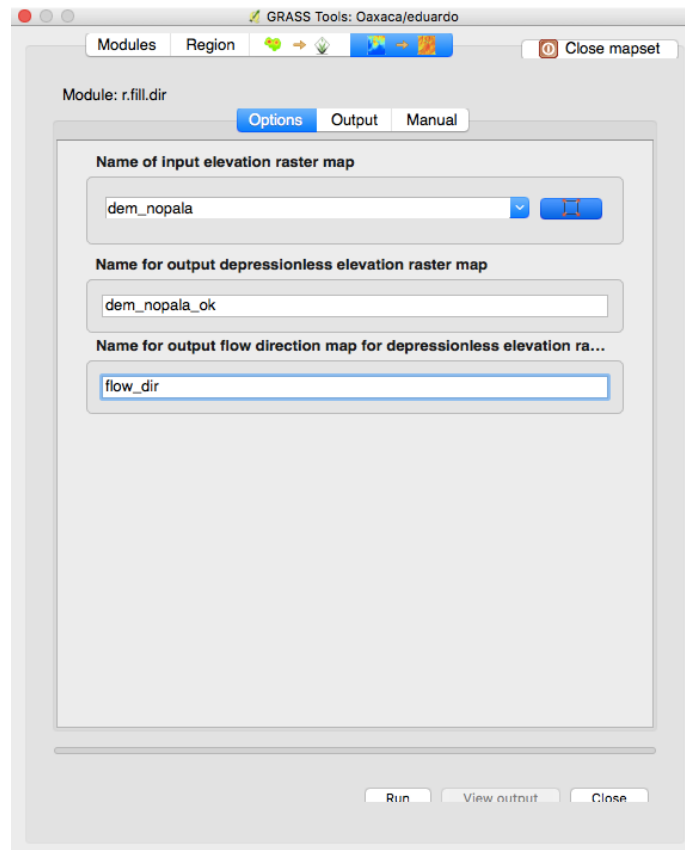 GRASS Tools: Oaxaca/eduardo
Modules Region Close mapset
Module: r.fill.dir
Options Output Manual
Name of input elevation raster map
dem_nopala
Name for output depressionless elevation raster map
dem_nopala_ok
Name for output flow direction map for depressionless elevation ra...
flow_dir
Run View output Close